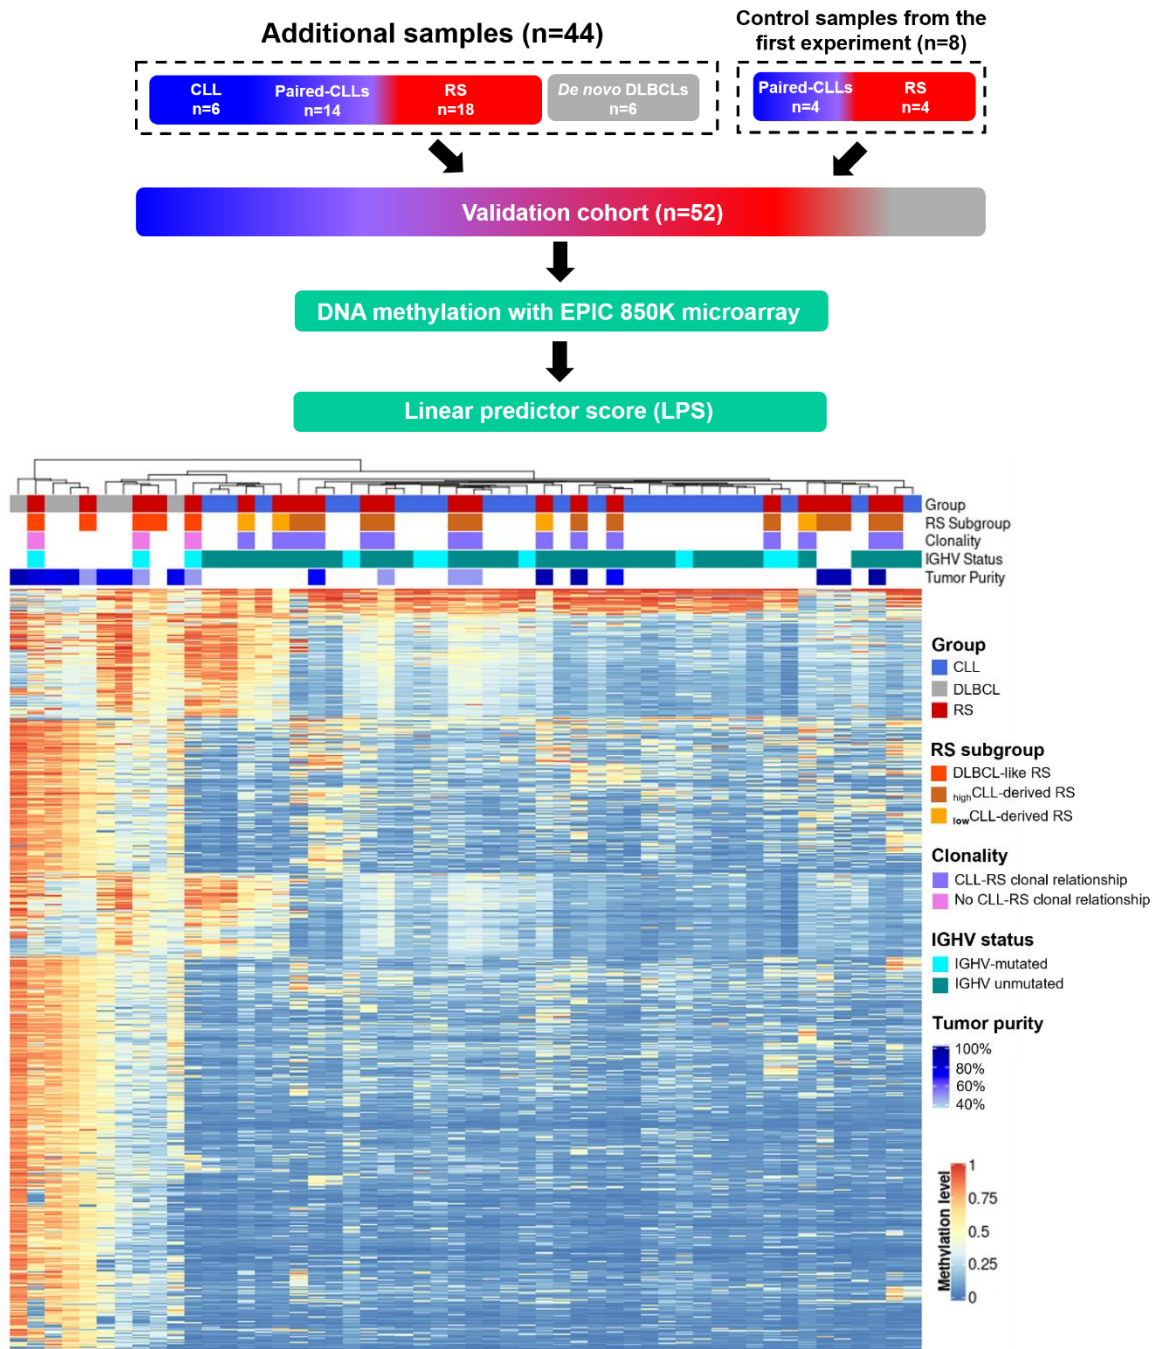 Additional samples (n=44)
Control samples from the
first experiment (n=8)
CLL
n=6
Paired-CLLs
n=14
RS
n=18
De novo DLBCLs
n=6
Paired-CLLs
n=4
RS
n=4
Validation cohort (n=52)
DNA methylation with EPIC 850K microarray
Linear predictor score (LPS)
Group
RS Subgroup
Clonality
IGHV Status
Tumor Purity
Group
CLL
DLBCL
RS
RS subgroup
DLBCL-like RS
highCLL-derived RS
lowCLL-derived RS
Clonality
CLL-RS clonal relationship
No CLL-RS clonal relationship
IGHV status
IGHV-mutated
IGHV unmutated
Tumor purity
100%
80%
60%
40%
Methylation level
1
0.75
0.5
0.25
0